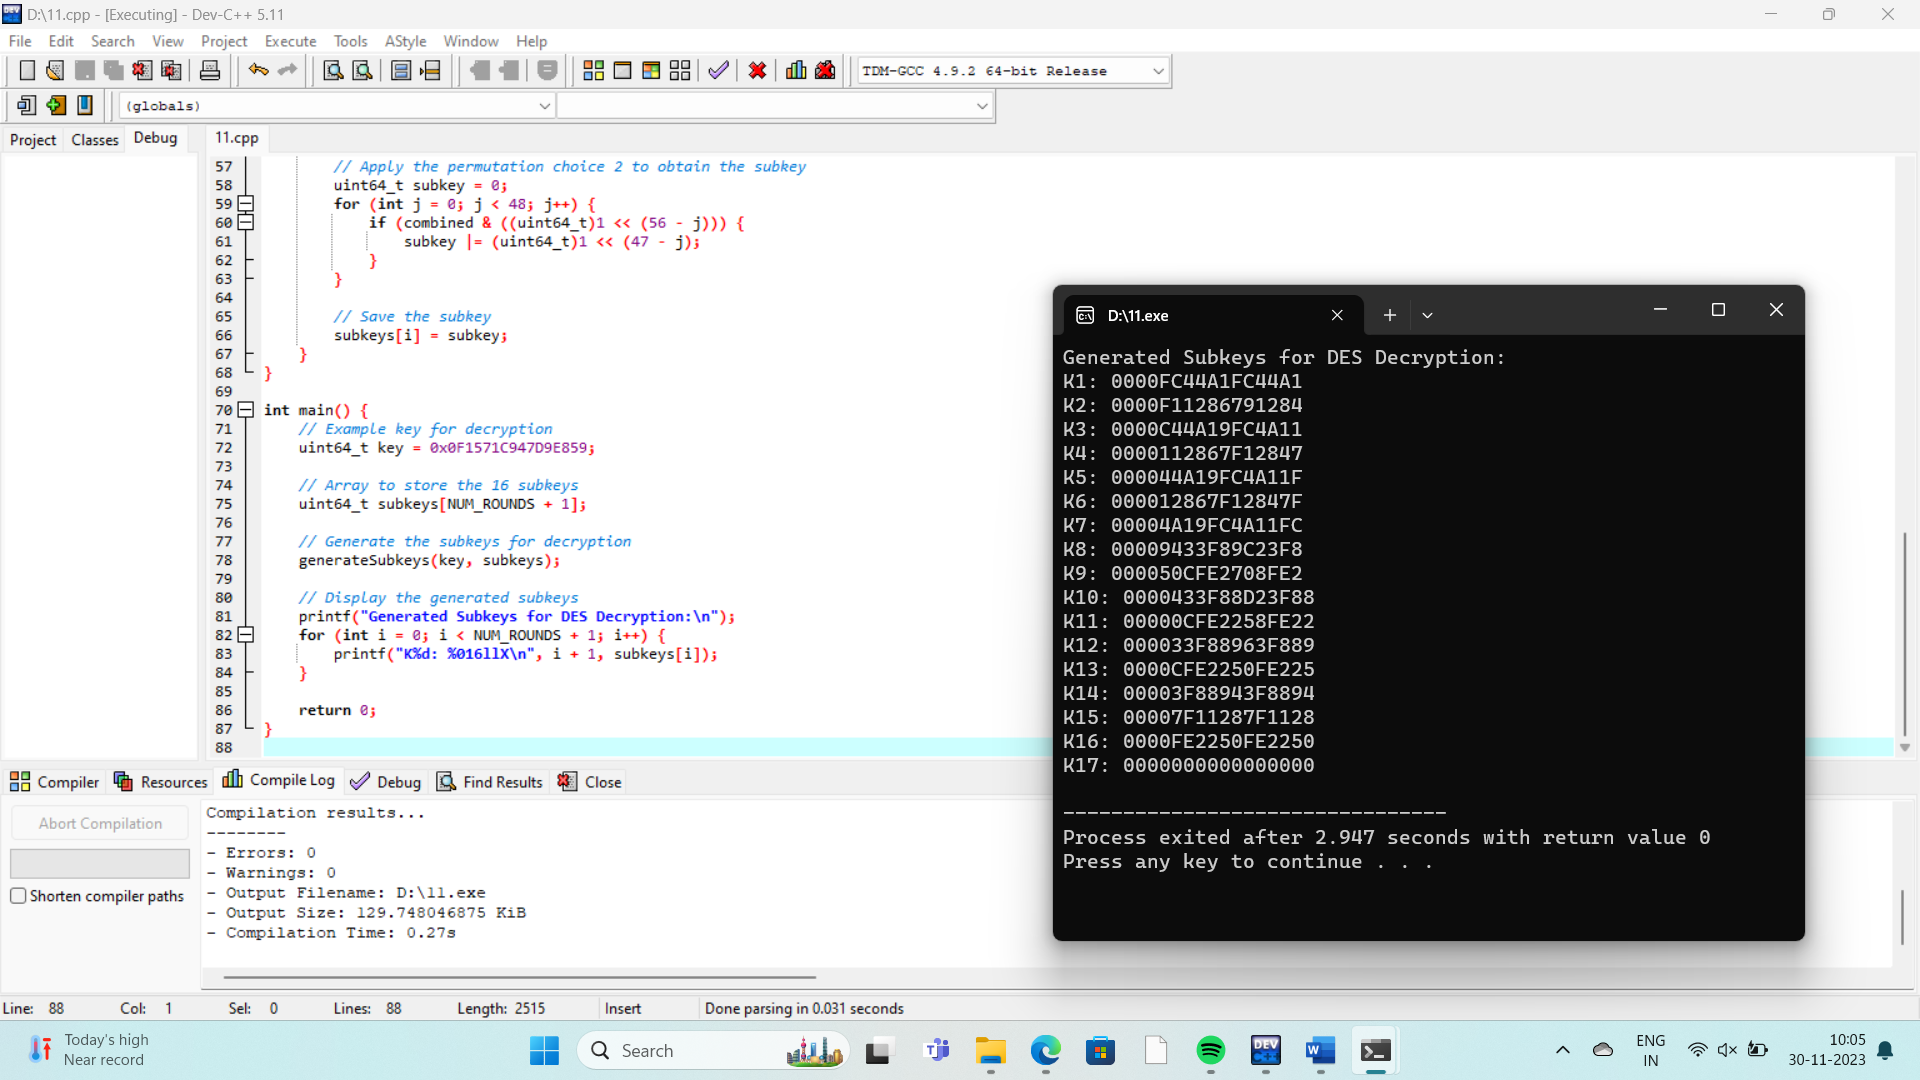 D:\11.cpp - [Executing] - Dev-C++ 5.11
File Edit Search View Project Execute Tools AStyle Window Help
TDM-GCC 4.9.2 64-bit Release
(globals)
Project Classes Debug 11.cpp
57 // Apply the permutation choice 2 to obtain the subkey
58 uint64_t subkey = 0;
59 for (int j = 0; j < 48; j++) {
60 if (combined & ((uint64_t)1 << (56 - j))) {
61 subkey |= (uint64_t)1 << (47 - j);
62 }
63 }
64
65 // Save the subkey
66 subkeys[i] = subkey;
67 }
68 }
69
70 int main() {
71 // Example key for decryption
72 uint64_t key = 0x0F1571C947D9E859;
73
74 // Array to store the 16 subkeys
75 uint64_t subkeys[NUM_ROUNDS + 1];
76
77 // Generate the subkeys for decryption
78 generateSubkeys(key, subkeys);
79
80 // Display the generated subkeys
81 printf("Generated Subkeys for DES Decryption:\n");
82 for (int i = 0; i < NUM_ROUNDS + 1; i++) {
83 printf("K%d: %016llX\n", i + 1, subkeys[i]);
84 }
85
86 return 0;
87 }
88
D:\11.exe
Generated Subkeys for DES Decryption:
K1: 0000FC44A1FC44A1
K2: 0000F11286791284
K3: 0000C44A19FC4A11
K4: 0000112867F12847
K5: 000044A19FC4A11F
K6: 000012867F12847F
K7: 00004A19FC4A11FC
K8: 00009433F89C23F8
K9: 000050CFE2708FE2
K10: 0000433F88D23F88
K11: 00000CFE2258FE22
K12: 000033F88963F889
K13: 0000CFE2250FE225
K14: 00003F88943F8894
K15: 00007F11287F1128
K16: 0000FE2250FE2250
K17: 0000000000000000
--------------------------------
Process exited after 2.947 seconds with return value 0
Press any key to continue . . .
Compiler Resources Compile Log Debug Find Results Close
Abort Compilation
Shorten compiler paths
Compilation results...
--------
- Errors: 0
- Warnings: 0
- Output Filename: D:\11.exe
- Output Size: 129.748046875 KiB
- Compilation Time: 0.27s
Line: 88 Col: 1 Sel: 0 Lines: 88 Length: 2515 Insert Done parsing in 0.031 seconds
Today's high
Near record
Search
ENG
IN
10:05
30-11-2023